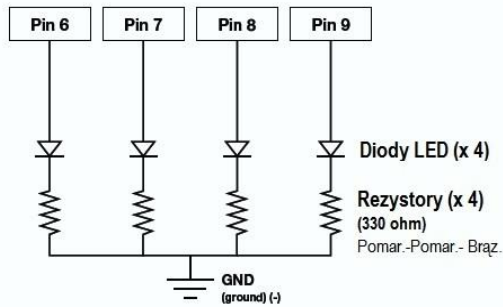 Pin 6 Pin 7 Pin 8 Pin 9
Diody LED (x 4)
Rezystory (x 4)
(330 ohm)
Pomar.-Pomar.- Brąz.
GND
(ground) (-)